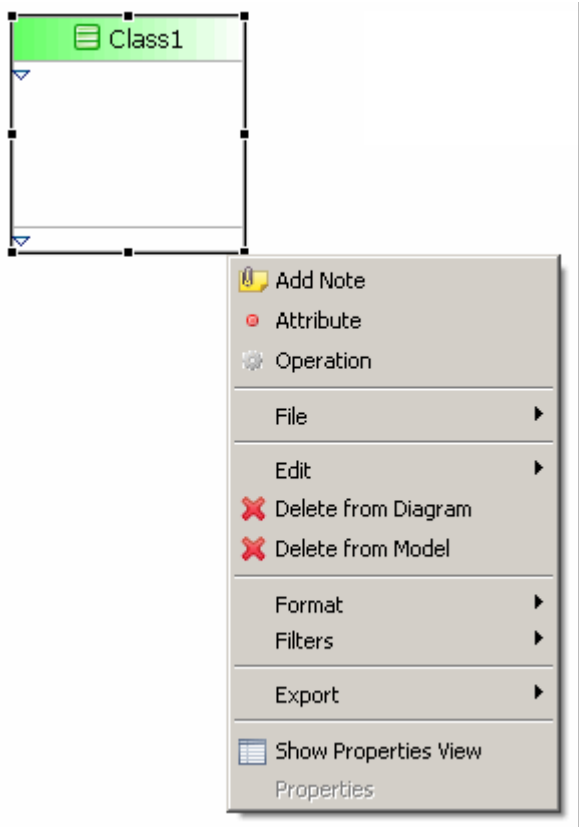 Class1
Add Note
Attribute
Operation
File
Edit
Delete from Diagram
Delete from Model
Format
Filters
Export
Show Properties View
Properties